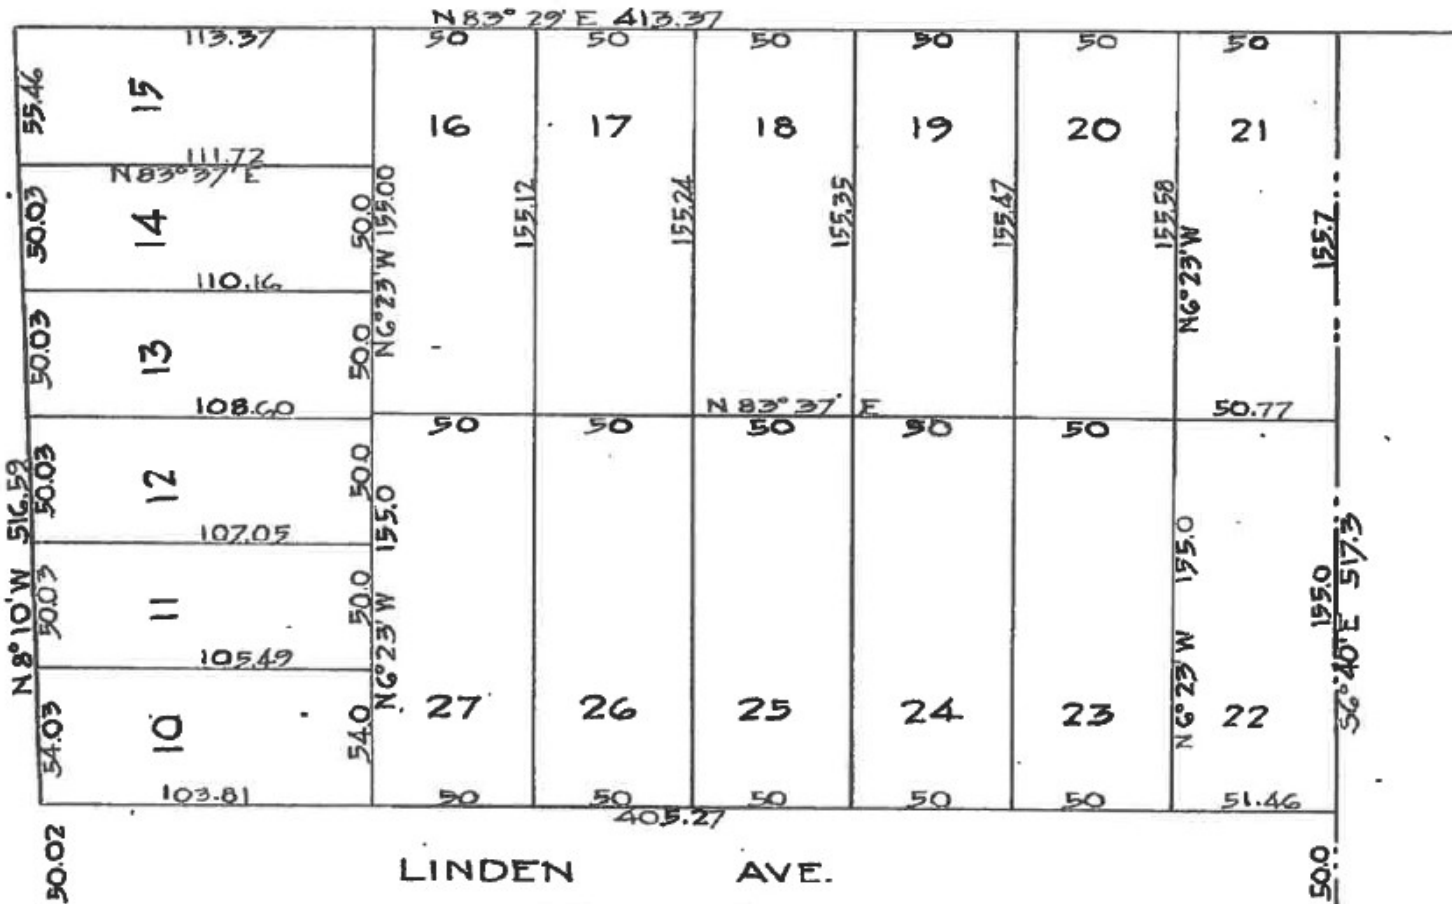 N 83° 29' E 413.37
113.37 50 50 50 50 50 50
55.46
15 16 17 18 19 20 21
111.72
N 83° 37' E
50.03 14 50.0 N 6° 23' W 155.00 155.12 155.24 155.35 155.47 155.58 N 6° 23' W 155.7
110.16
50.03 13 50.0
108.60 N 83° 37' E 50.77
50 50 50 50 50
N 8° 10' W 516.59
50.03 12 50.0 N 6° 23' W 155.0 N 6° 23' W 155.0 155.0 S 6° 40' E 517.3
107.05
50.03 11 50.0
105.49
54.03 10 54.0 27 26 25 24 23 22
103.81 50 50 50 50 50 51.46
405.27
50.02 LINDEN AVE. 50.0